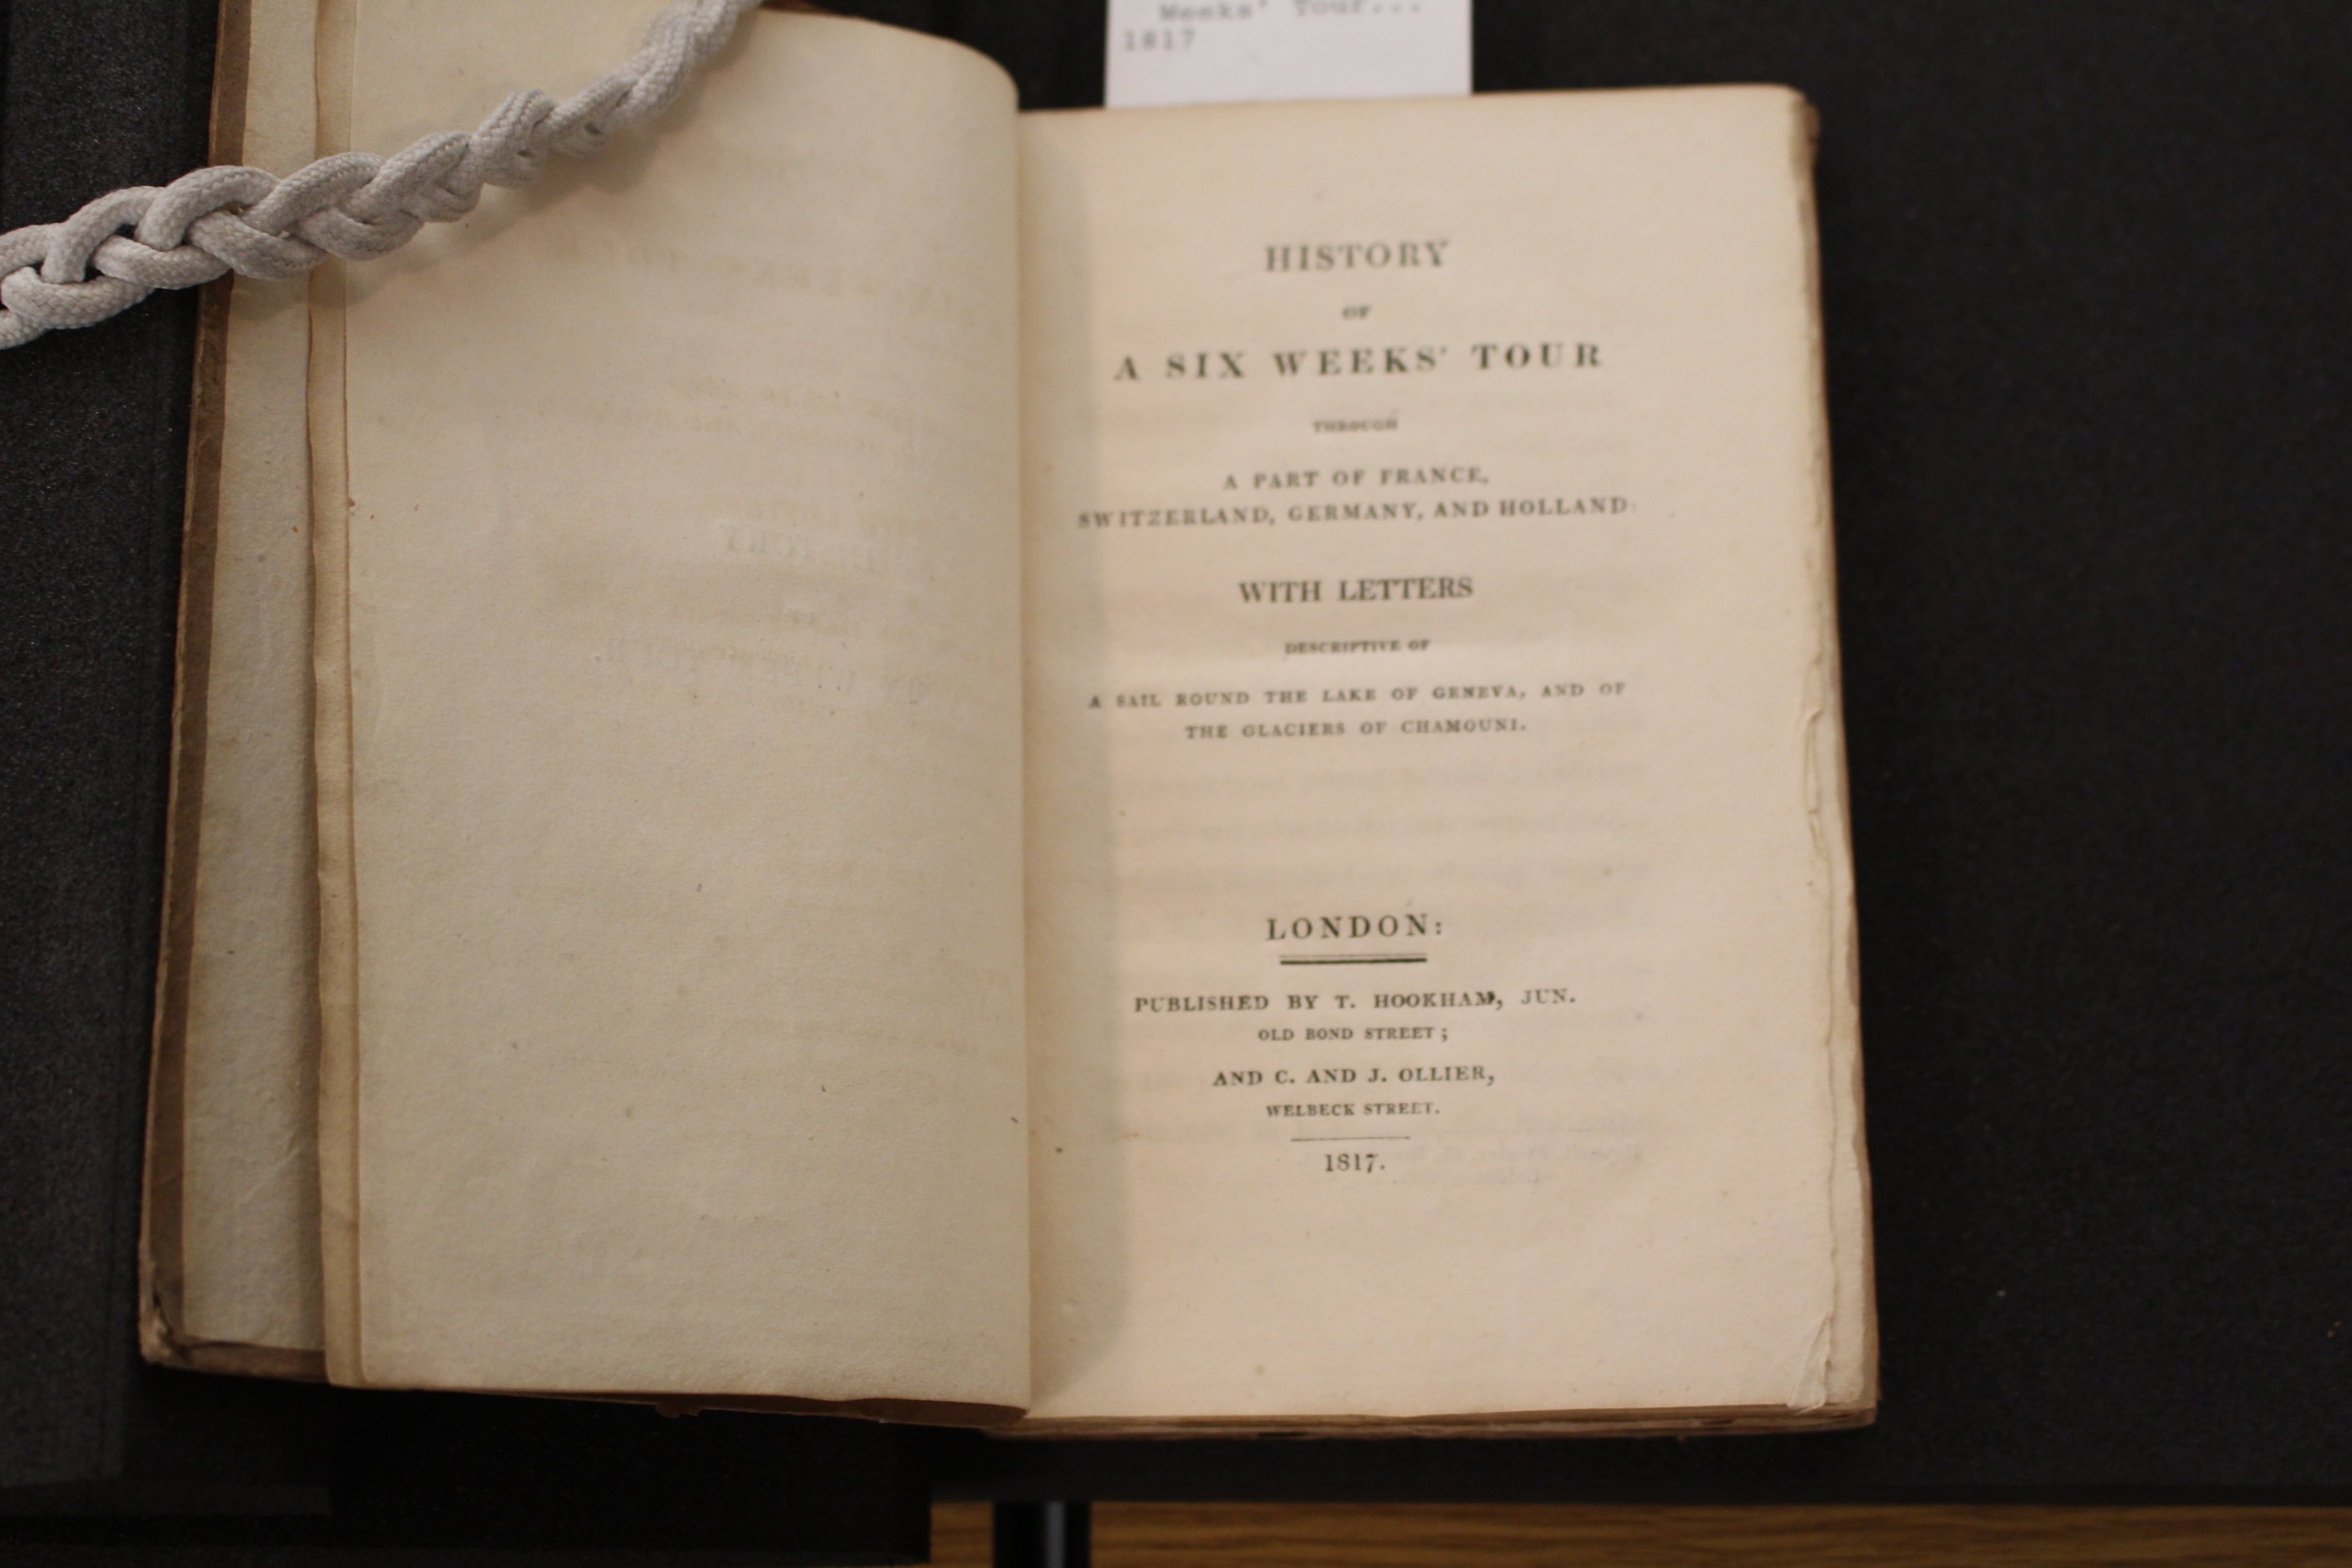 Weeks' Tour...
1817
HISTORY
OF
A SIX WEEKS' TOUR
THROUGH
A PART OF FRANCE,
SWITZERLAND, GERMANY, AND HOLLAND:
WITH LETTERS
DESCRIPTIVE OF
A SAIL ROUND THE LAKE OF GENEVA, AND OF
THE GLACIERS OF CHAMOUNI.
LONDON:
PUBLISHED BY T. HOOKHAM, JUN.
OLD BOND STREET;
AND C. AND J. OLLIER,
WELBECK STREET.
1817.